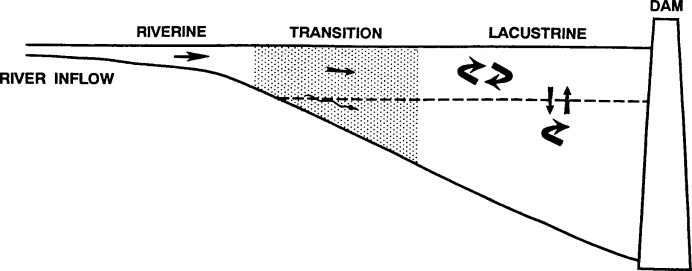 DAM
RIVERINE
TRANSITION
LACUSTRINE
RIVER INFLOW